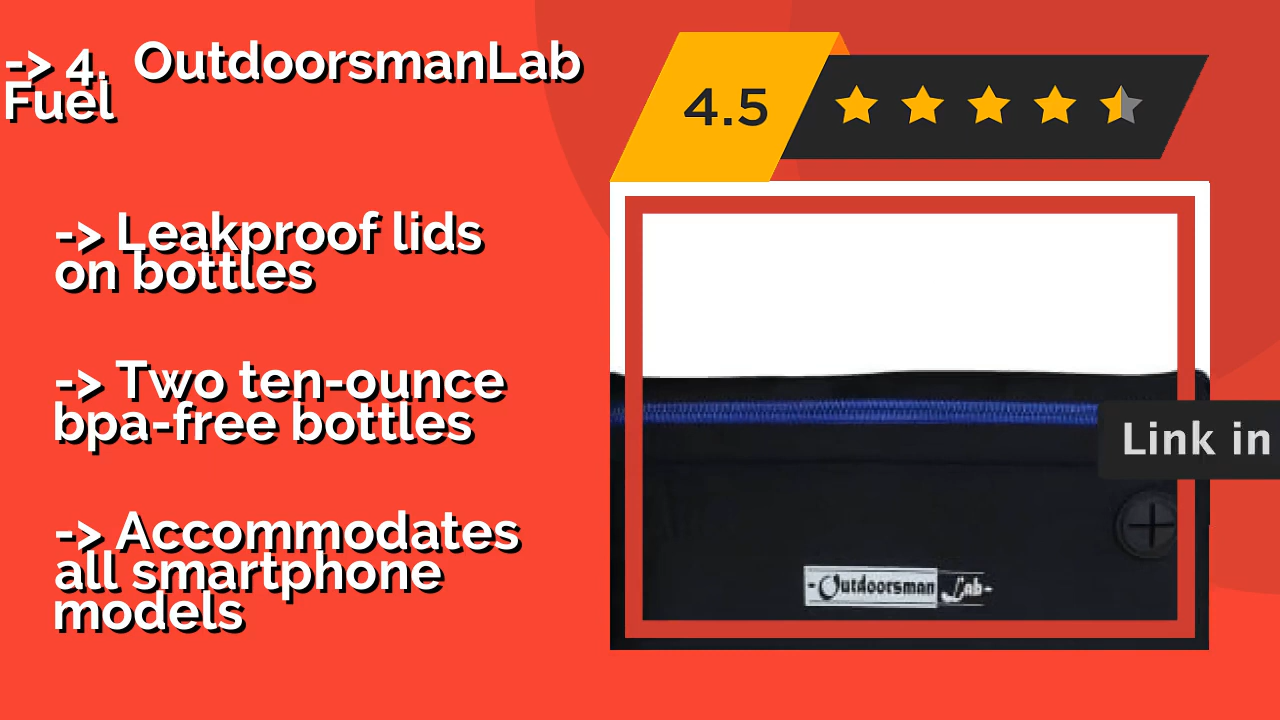 -> 4.  OutdoorsmanLab
Fuel
4.5
-> Leakproof lids
on bottles
-> Two ten-ounce
bpa-free bottles
-> Accommodates
all smartphone
models
Link in
-Outdoorsman Lab-